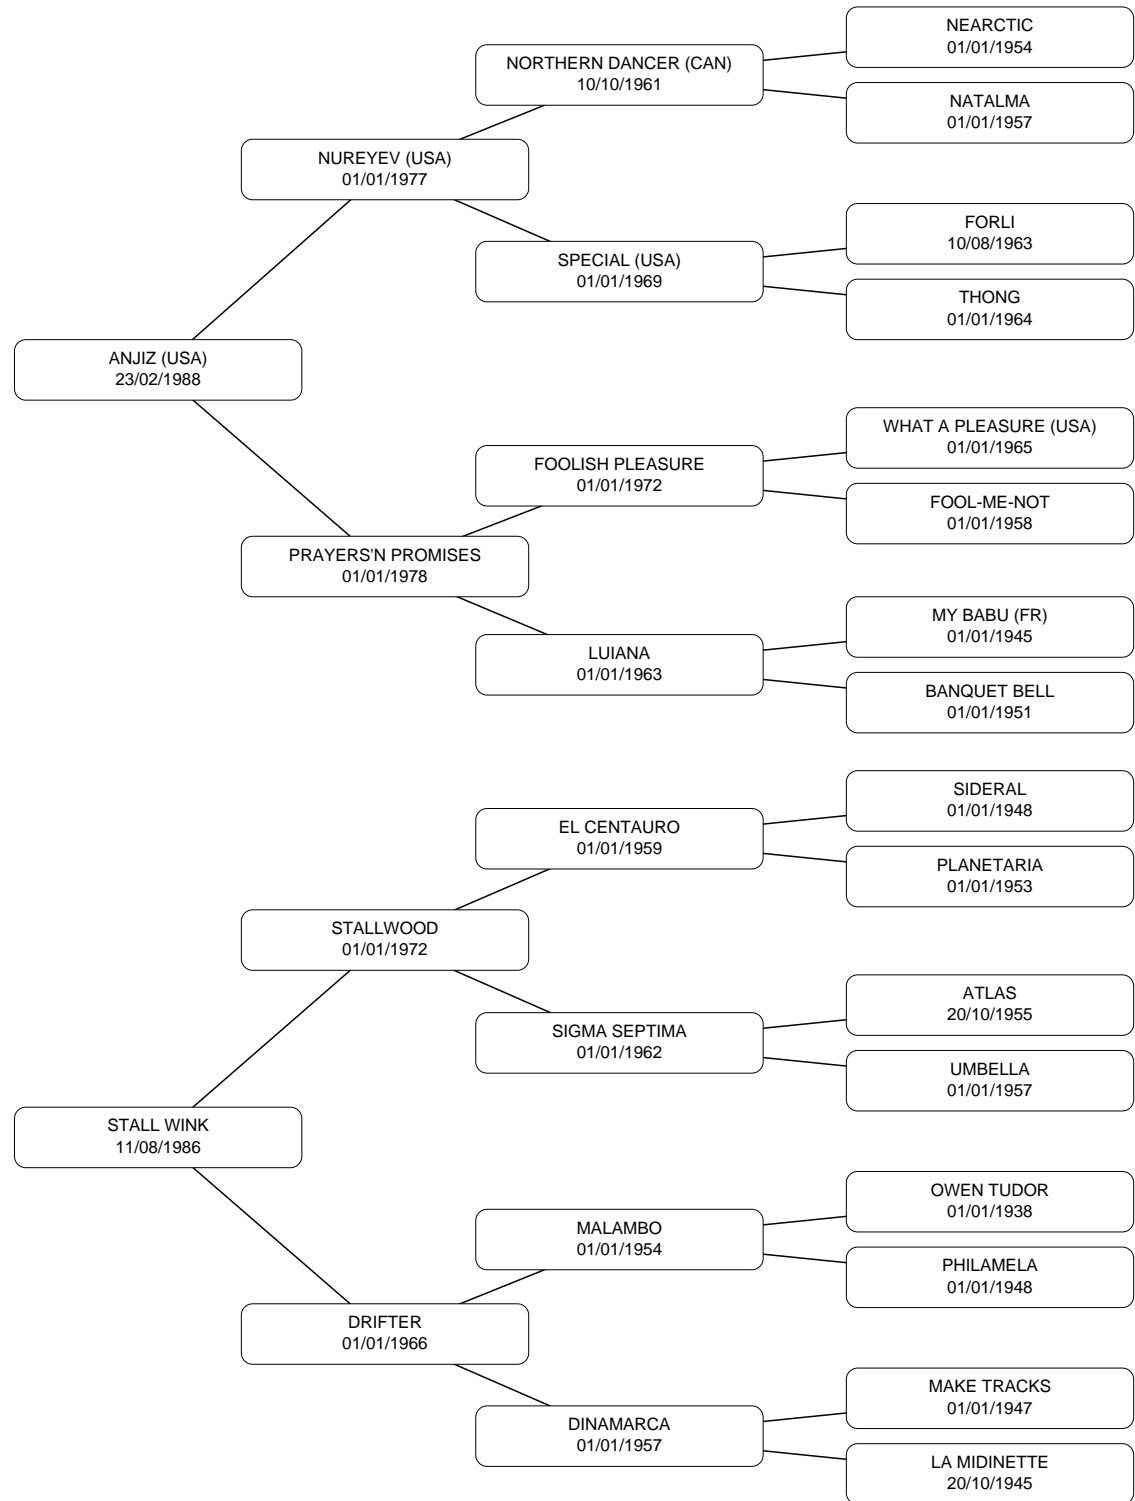 NEARCTIC
01/01/1954
NORTHERN DANCER (CAN)
10/10/1961
NATALMA
01/01/1957
NUREYEV (USA)
01/01/1977
FORLI
10/08/1963
SPECIAL (USA)
01/01/1969
THONG
01/01/1964
ANJIZ (USA)
23/02/1988
WHAT A PLEASURE (USA)
01/01/1965
FOOLISH PLEASURE
01/01/1972
FOOL-ME-NOT
01/01/1958
PRAYERS'N PROMISES
01/01/1978
MY BABU (FR)
01/01/1945
LUIANA
01/01/1963
BANQUET BELL
01/01/1951
SIDERAL
01/01/1948
EL CENTAURO
01/01/1959
PLANETARIA
01/01/1953
STALLWOOD
01/01/1972
ATLAS
20/10/1955
SIGMA SEPTIMA
01/01/1962
UMBELLA
01/01/1957
STALL WINK
11/08/1986
OWEN TUDOR
01/01/1938
MALAMBO
01/01/1954
PHILAMELA
01/01/1948
DRIFTER
01/01/1966
MAKE TRACKS
01/01/1947
DINAMARCA
01/01/1957
LA MIDINETTE
20/10/1945